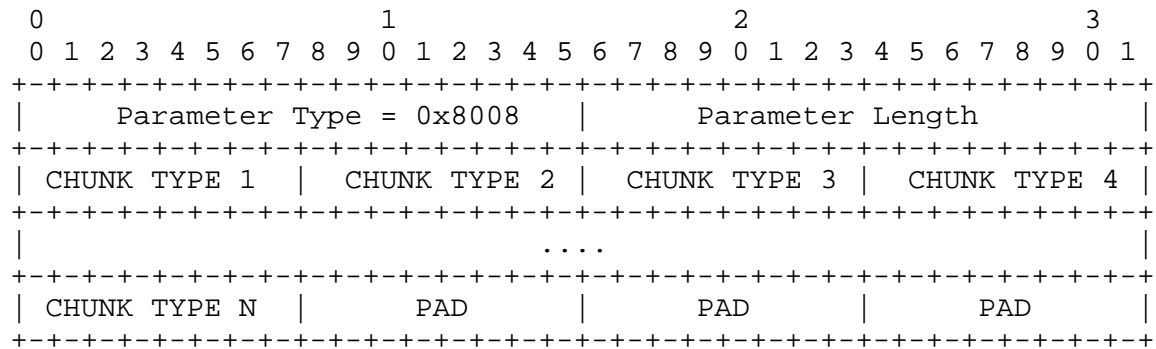 0                   1                   2                   3
 0 1 2 3 4 5 6 7 8 9 0 1 2 3 4 5 6 7 8 9 0 1 2 3 4 5 6 7 8 9 0 1
+-+-+-+-+-+-+-+-+-+-+-+-+-+-+-+-+-+-+-+-+-+-+-+-+-+-+-+-+-+-+-+-+
|     Parameter Type = 0x8008   |      Parameter Length         |
+-+-+-+-+-+-+-+-+-+-+-+-+-+-+-+-+-+-+-+-+-+-+-+-+-+-+-+-+-+-+-+-+
| CHUNK TYPE 1  |  CHUNK TYPE 2 |  CHUNK TYPE 3 |  CHUNK TYPE 4 |
+-+-+-+-+-+-+-+-+-+-+-+-+-+-+-+-+-+-+-+-+-+-+-+-+-+-+-+-+-+-+-+-+
|                             ....                              |
+-+-+-+-+-+-+-+-+-+-+-+-+-+-+-+-+-+-+-+-+-+-+-+-+-+-+-+-+-+-+-+-+
| CHUNK TYPE N  |      PAD      |      PAD      |      PAD      |
+-+-+-+-+-+-+-+-+-+-+-+-+-+-+-+-+-+-+-+-+-+-+-+-+-+-+-+-+-+-+-+-+